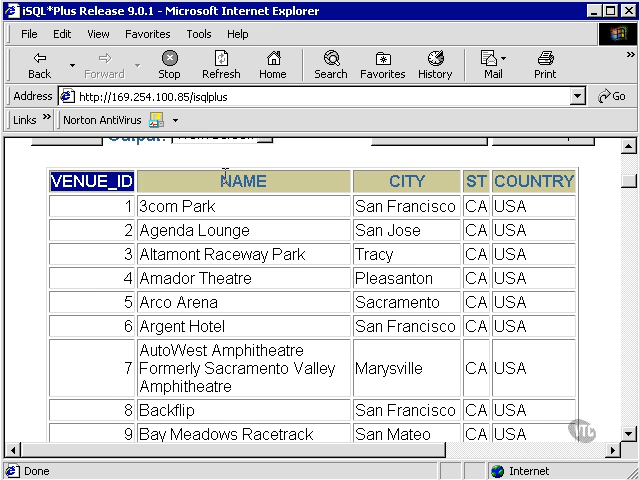 iSQL*Plus Release 9.0.1 - Microsoft Internet Explorer
File Edit View Favorites Tools Help
Back Forward Stop Refresh Home Search Favorites History Mail Print
Address http://169.254.100.85/isqlplus Go
Links Norton AntiVirus
Output:
VENUE_ID NAME CITY ST COUNTRY
1 3com Park San Francisco CA USA
2 Agenda Lounge San Jose CA USA
3 Altamont Raceway Park Tracy CA USA
4 Amador Theatre Pleasanton CA USA
5 Arco Arena Sacramento CA USA
6 Argent Hotel San Francisco CA USA
AutoWest Amphitheatre
7 Formerly Sacramento Valley Marysville CA USA
Amphitheatre
8 Backflip San Francisco CA USA
9 Bay Meadows Racetrack San Mateo CA USA
VTC
Done Internet